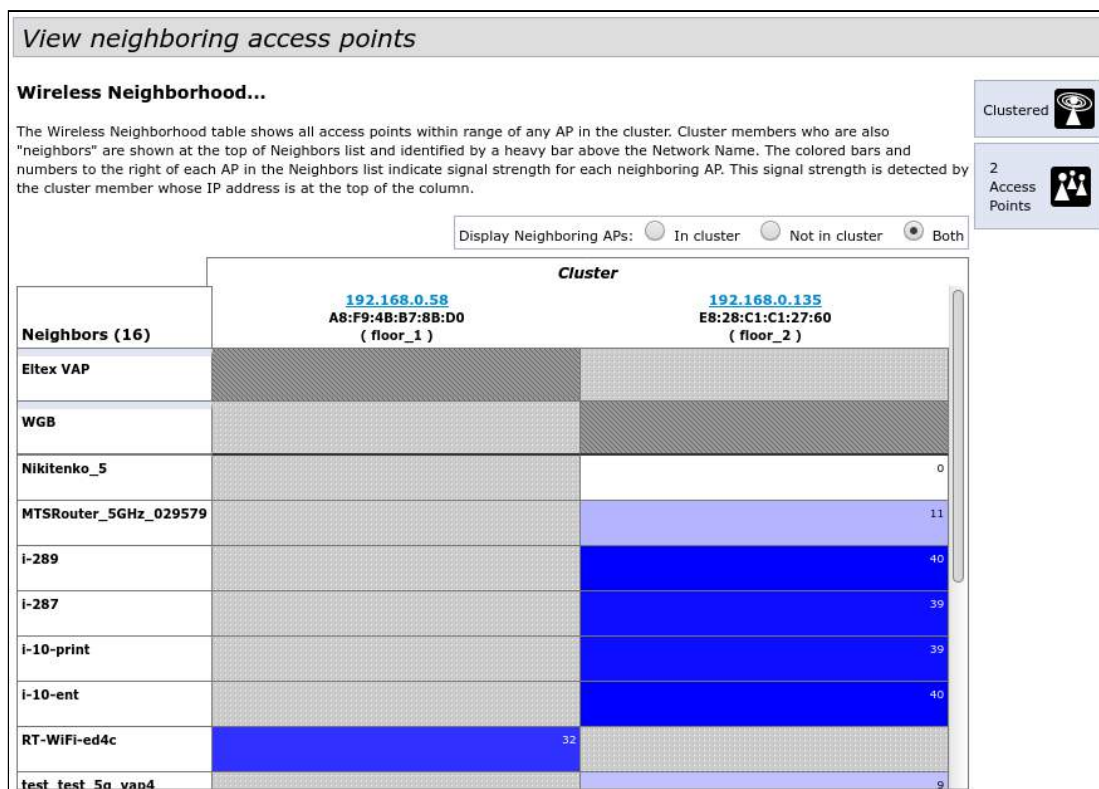 View neighboring access points
Wireless Neighborhood...
The Wireless Neighborhood table shows all access points within range of any AP in the cluster. Cluster members who are also
"neighbors" are shown at the top of Neighbors list and identified by a heavy bar above the Network Name. The colored bars and
numbers to the right of each AP in the Neighbors list indicate signal strength for each neighboring AP. This signal strength is detected by
the cluster member whose IP address is at the top of the column.
Clustered
2
Access
Points
Display Neighboring APs: In cluster Not in cluster Both
Cluster
192.168.0.58 192.168.0.135
A8:F9:4B:B7:8B:D0 E8:28:C1:C1:27:60
Neighbors (16) ( floor_1 ) ( floor_2 )
Eltex VAP
WGB
Nikitenko_5 0
MTSRouter_5GHz_029579 11
i-289 40
i-287 39
i-10-print 39
i-10-ent 40
RT-WiFi-ed4c 32
test_test_5g_vap4 9